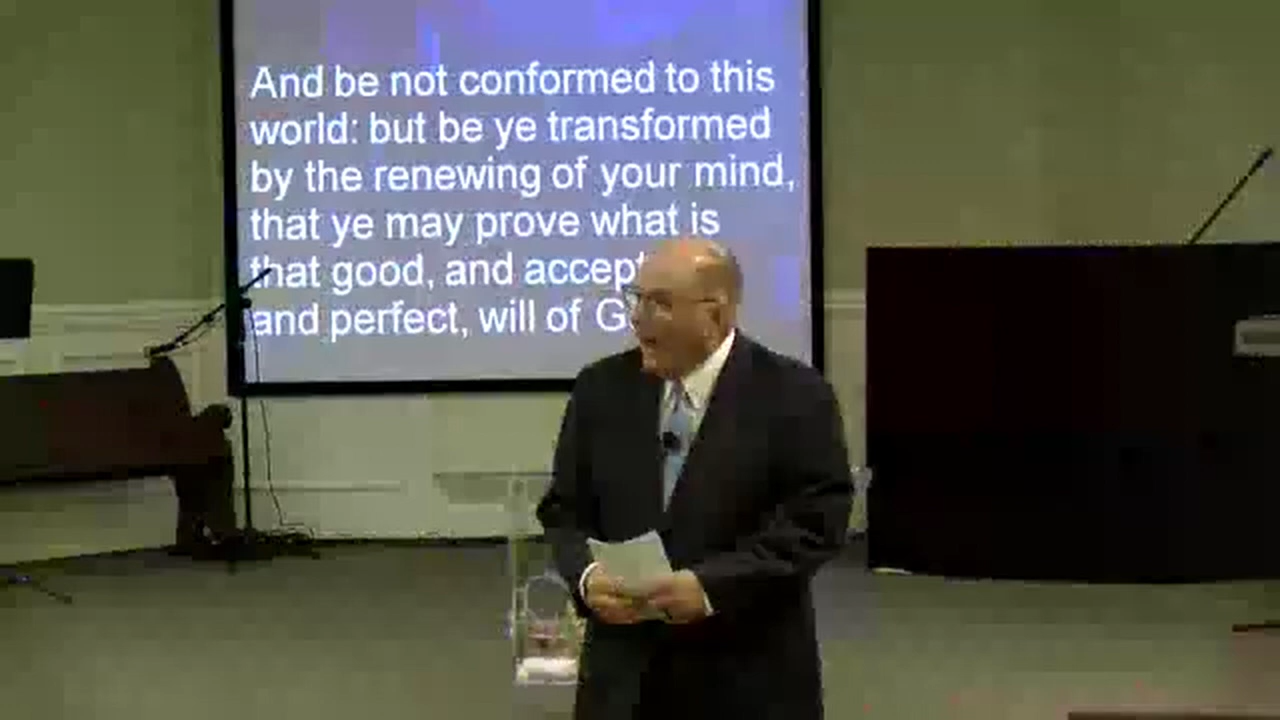 And be not conformed to this
world: but be ye transformed
by the renewing of your mind,
that ye may prove what is
that good, and
and perfect, will of